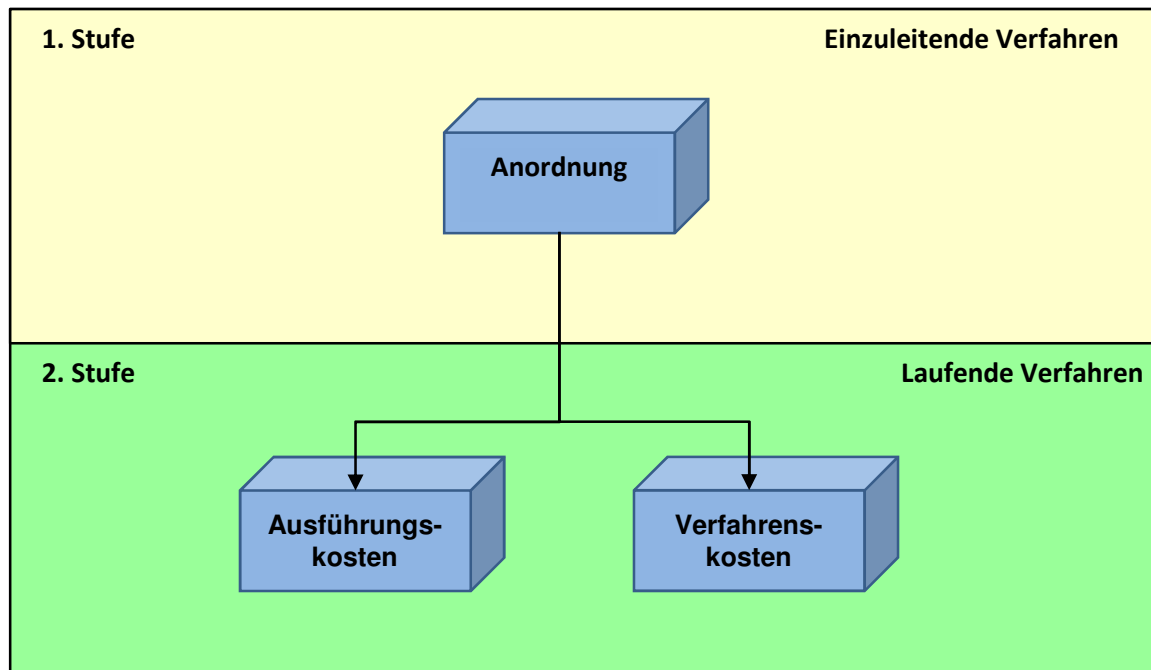 1. Stufe
Einzuleitende Verfahren
Anordnung
2. Stufe
Laufende Verfahren
Ausführungs-
kosten
Verfahrens-
kosten